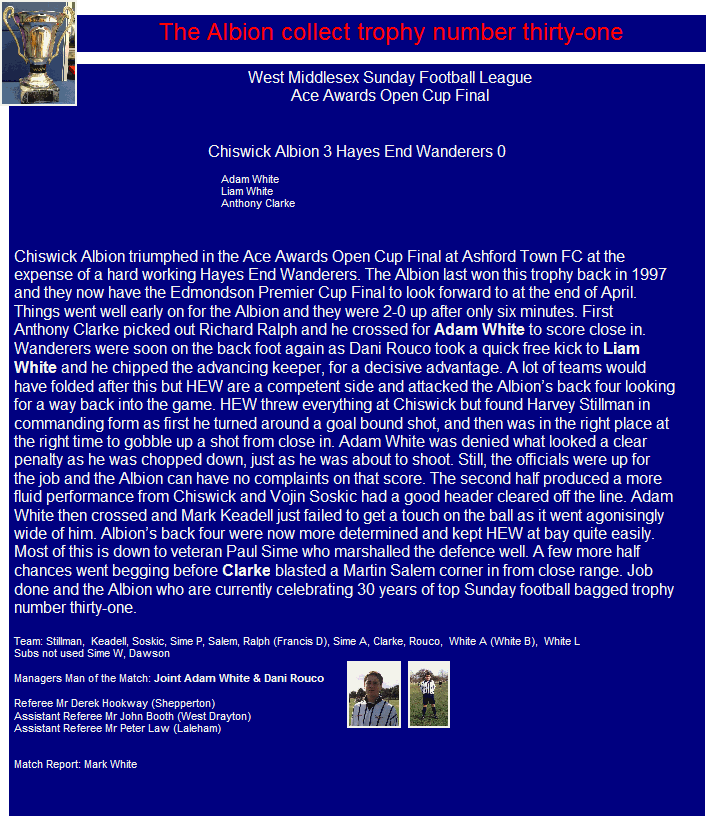 The Albion collect trophy number thirty-one
West Middlesex Sunday Football League
Ace Awards Open Cup Final
Chiswick Albion 3 Hayes End Wanderers 0
Adam White
Liam White
Anthony Clarke
Chiswick Albion triumphed in the Ace Awards Open Cup Final at Ashford Town FC at the
expense of a hard working Hayes End Wanderers. The Albion last won this trophy back in 1997
and they now have the Edmondson Premier Cup Final to look forward to at the end of April.
Things went well early on for the Albion and they were 2-0 up after only six minutes. First
Anthony Clarke picked out Richard Ralph and he crossed for Adam White to score close in.
Wanderers were soon on the back foot again as Dani Rouco took a quick free kick to Liam
White and he chipped the advancing keeper, for a decisive advantage. A lot of teams would
have folded after this but HEW are a competent side and attacked the Albion's back four looking
for a way back into the game. HEW threw everything at Chiswick but found Harvey Stillman in
commanding form as first he turned around a goal bound shot, and then was in the right place at
the right time to gobble up a shot from close in. Adam White was denied what looked a clear
penalty as he was chopped down, just as he was about to shoot. Still, the officials were up for
the job and the Albion can have no complaints on that score. The second half produced a more
fluid performance from Chiswick and Vojin Soskic had a good header cleared off the line. Adam
White then crossed and Mark Keadell just failed to get a touch on the ball as it went agonisingly
wide of him. Albion's back four were now more determined and kept HEW at bay quite easily.
Most of this is down to veteran Paul Sime who marshalled the defence well. A few more half
chances went begging before Clarke blasted a Martin Salem corner in from close range. Job
done and the Albion who are currently celebrating 30 years of top Sunday football bagged trophy
number thirty-one.
Team: Stillman, Keadell, Soskic, Sime P, Salem, Ralph (Francis D), Sime A, Clarke, Rouco, White A (White B), White L
Subs not used Sime W, Dawson
Managers Man of the Match: Joint Adam White & Dani Rouco
Referee Mr Derek Hookway (Shepperton)
Assistant Referee Mr John Booth (West Drayton)
Assistant Referee Mr Peter Law (Laleham)
Match Report: Mark White